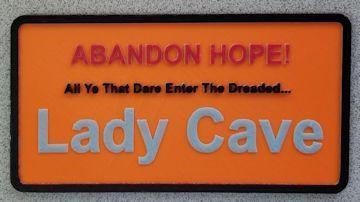 ABANDON HOPE!
All Ye That Dare Enter The Dreaded...
Lady Cave